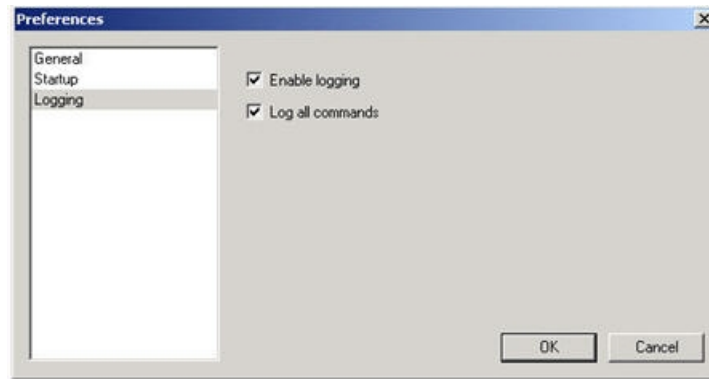 Preferences
General
Startup
Logging
Enable logging
Log all commands
OK
Cancel